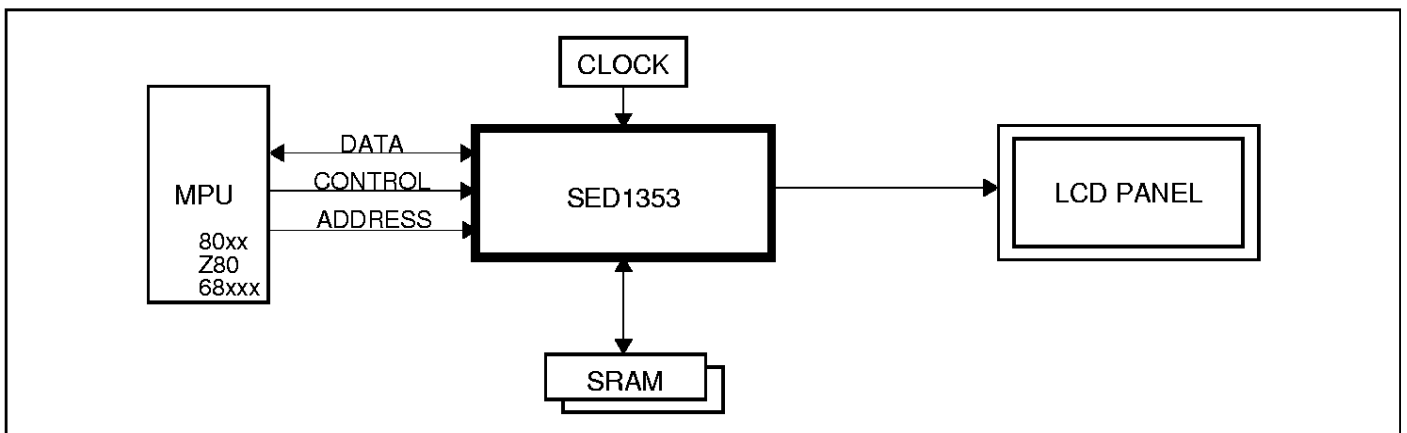 CLOCK
DATA
CONTROL
ADDRESS
MPU
80xx
Z80
68xxx
SED1353
LCD PANEL
SRAM